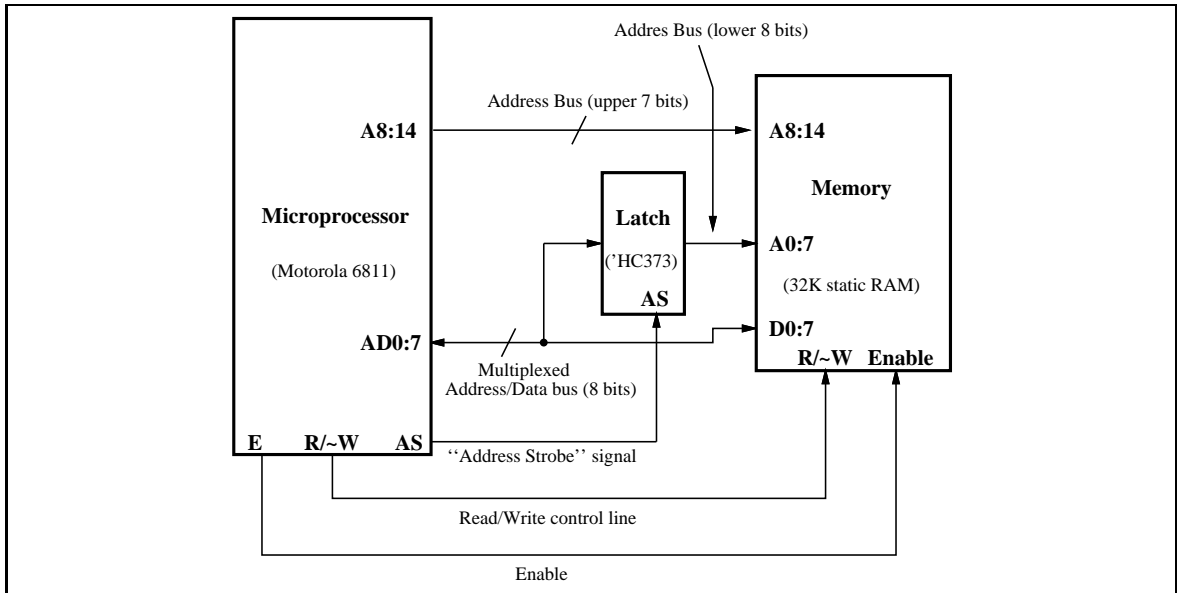 Addres Bus (lower 8 bits)
Address Bus (upper 7 bits)
A8:14
A8:14
Memory
Microprocessor
Latch
(Motorola 6811)
('HC373)
A0:7
(32K static RAM)
AS
AD0:7
D0:7
Multiplexed
Address/Data bus (8 bits)
R/~W Enable
E R/~W AS
‘‘Address Strobe’’ signal
Read/Write control line
Enable